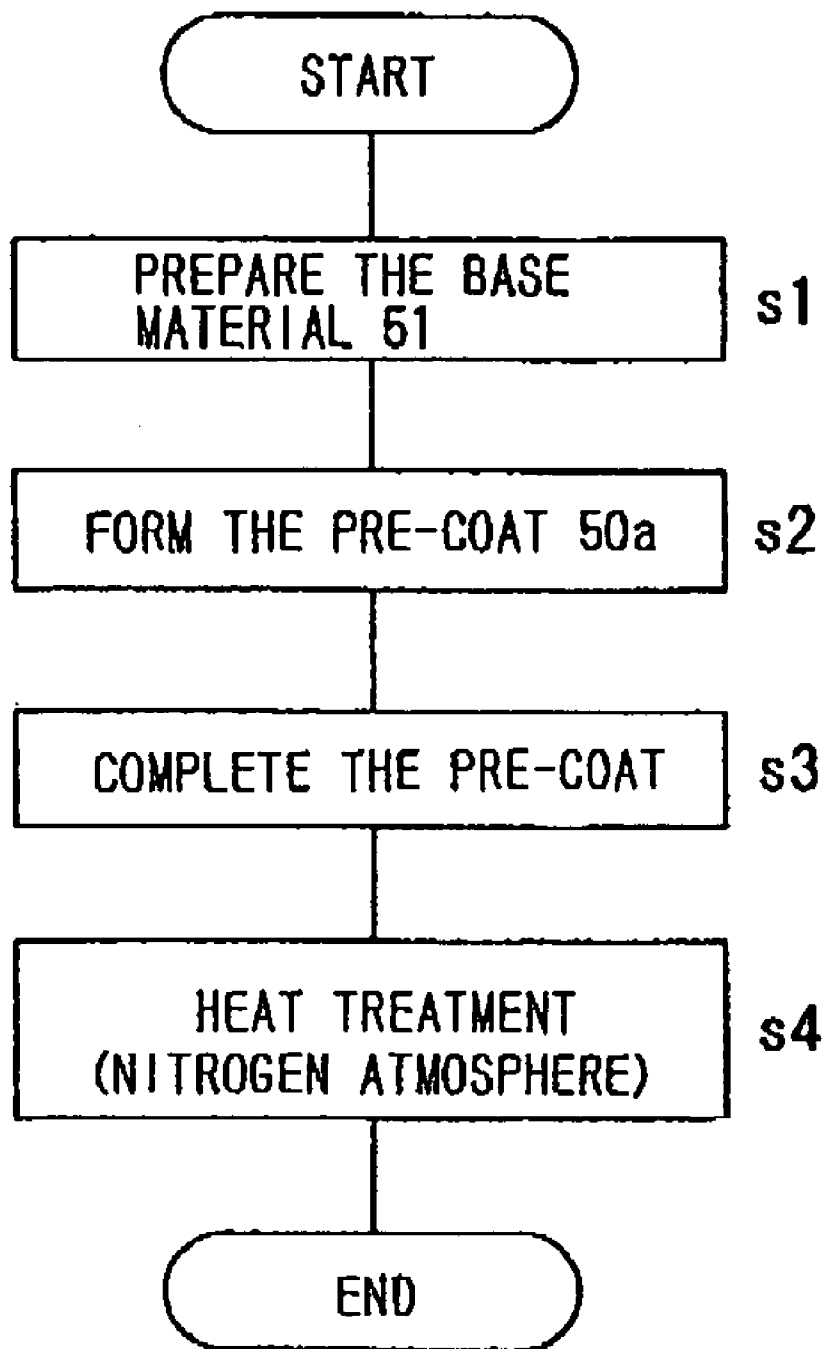 START
PREPARE THE BASE
MATERIAL 51
s1
FORM THE PRE-COAT 50a
s2
COMPLETE THE PRE-COAT
s3
HEAT TREATMENT
(NITROGEN ATMOSPHERE)
s4
END